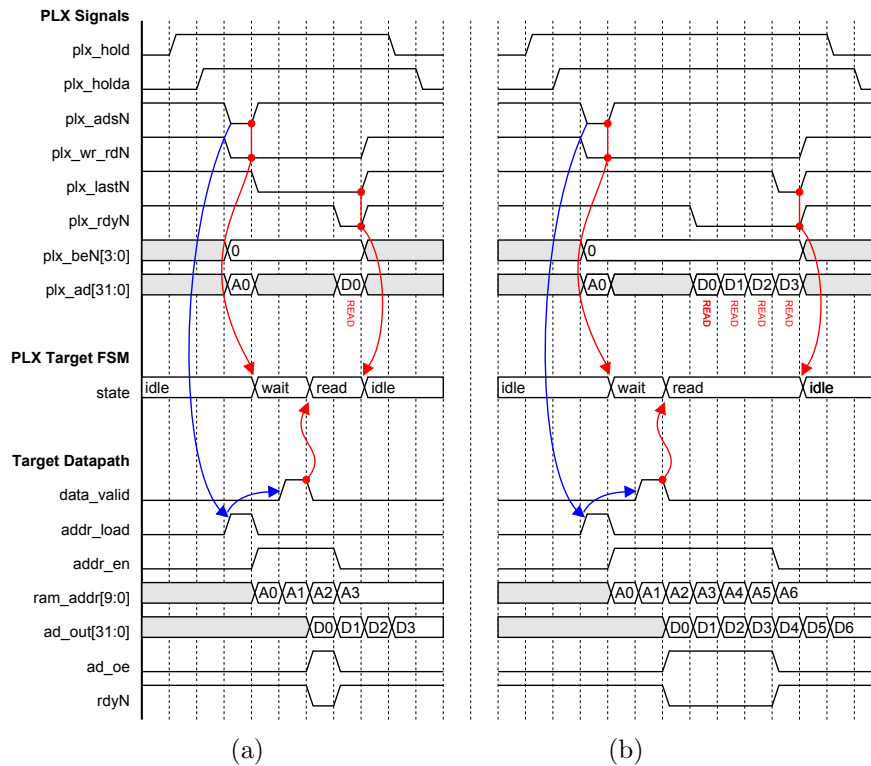 PLX Signals
plx_hold
plx_holda
plx_adsN
plx_wr_rdN
plx_lastN
plx_rdyN
plx_beN[3:0] 0 0
plx_ad[31:0] A0 D0 A0 D0 D1 D2 D3
READ READ READ READ READ
PLX Target FSM
state idle wait read idle idle wait read idle
Target Datapath
data_valid
addr_load
addr_en
ram_addr[9:0] A0 A1 A2 A3 A0 A1 A2 A3 A4 A5 A6
ad_out[31:0] D0 D1 D2 D3 D0 D1 D2 D3 D4 D5 D6
ad_oe
rdyN
(a) (b)